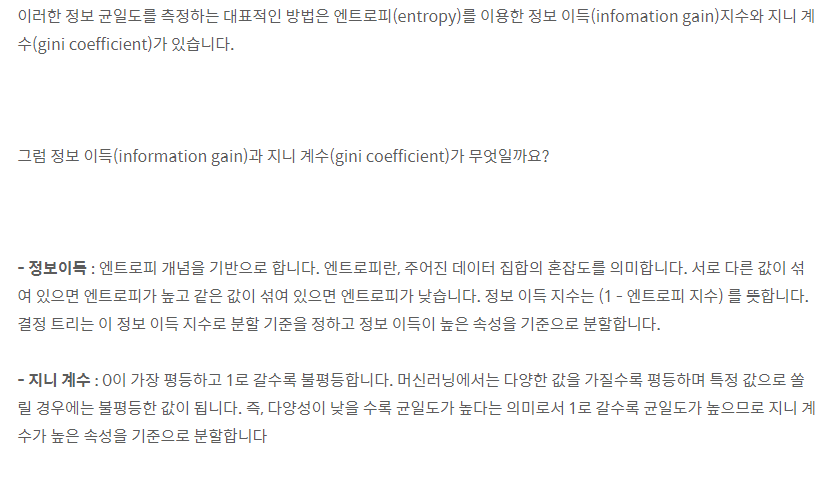 이러한 정보 균일도를 측정하는 대표적인 방법은 엔트로피(entropy)를 이용한 정보 이득(infomation gain)지수와 지니 계
수(gini coefficient)가 있습니다.
그럼 정보 이득(information gain)과 지니 계수(gini coefficient)가 무엇일까요?
- 정보이득 : 엔트로피 개념을 기반으로 합니다. 엔트로피란, 주어진 데이터 집합의 혼잡도를 의미합니다. 서로 다른 값이 섞
여 있으면 엔트로피가 높고 같은 값이 섞여 있으면 엔트로피가 낮습니다. 정보 이득 지수는 (1 - 엔트로피 지수) 를 뜻합니다.
결정 트리는 이 정보 이득 지수로 분할 기준을 정하고 정보 이득이 높은 속성을 기준으로 분할합니다.
- 지니 계수 : 0이 가장 평등하고 1로 갈수록 불평등합니다. 머신러닝에서는 다양한 값을 가질수록 평등하며 특정 값으로 쏠
릴 경우에는 불평등한 값이 됩니다. 즉, 다양성이 낮을 수록 균일도가 높다는 의미로서 1로 갈수록 균일도가 높으므로 지니 계
수가 높은 속성을 기준으로 분할합니다